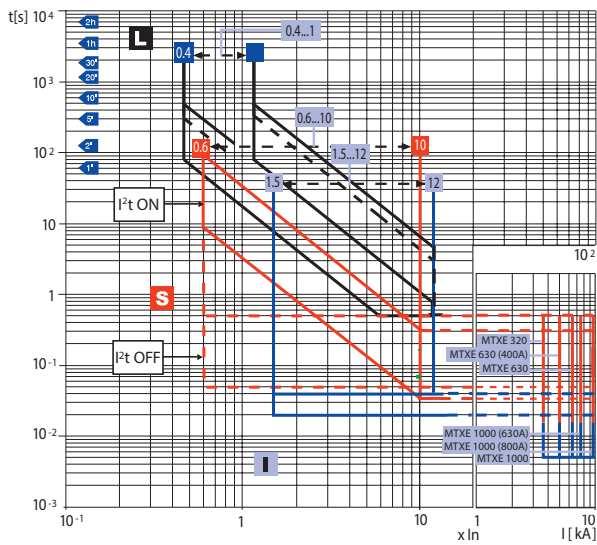 t[s]
10⁴
2h
1h
30'
20'
10'
5'
2'
1'
10³
10²
10
1
10⁻¹
10⁻²
10⁻³
L
0.4
0.4...1
0.6...10
1.5...12
0.6
10
1.5
12
I²t ON
S
I²t OFF
I
10²
MTXE 320
MTXE 630 (400A)
MTXE 630
MTXE 1000 (630A)
MTXE 1000 (800A)
MTXE 1000
10⁻¹
1
10
1
10
x In
I [kA]